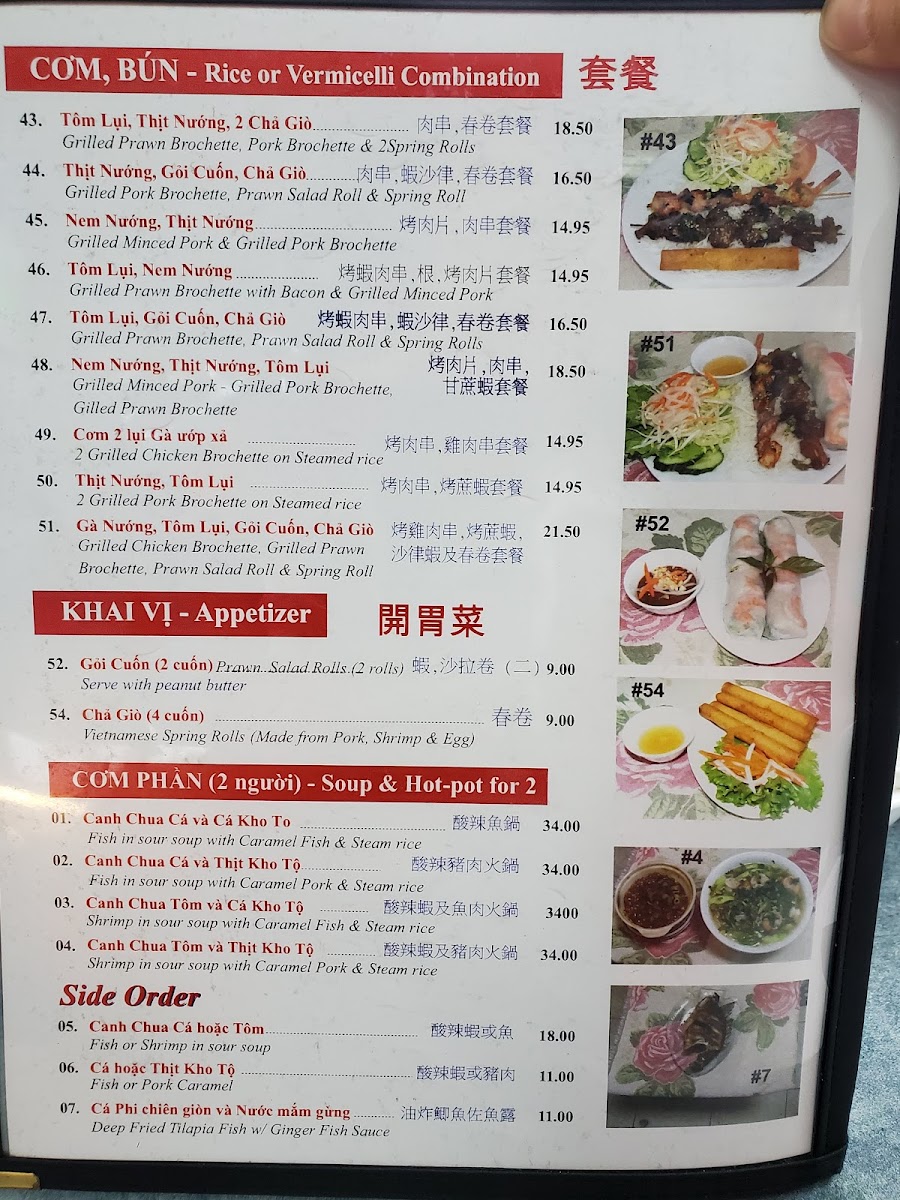 CƠM, BÚN - Rice or Vermicelli Combination 套餐
43. Tôm Lụi, Thịt Nướng, 2 Chả Giò 肉串,春卷套餐 18.50
Grilled Prawn Brochette, Pork Brochette & 2Spring Rolls
44. Thịt Nướng, Gỏi Cuốn, Chả Giò 肉串,蝦沙律,春卷套餐 16.50
Grilled Pork Brochette, Prawn Salad Roll & Spring Roll
45. Nem Nướng, Thịt Nướng 烤肉片,肉串套餐 14.95
Grilled Minced Pork & Grilled Pork Brochette
46. Tôm Lụi, Nem Nướng 烤蝦肉串,根,烤肉片套餐 14.95
Grilled Prawn Brochette with Bacon & Grilled Minced Pork
47. Tôm Lụi, Gỏi Cuốn, Chả Giò 烤蝦肉串,蝦沙律,春卷套餐 16.50
Grilled Prawn Brochette, Prawn Salad Roll & Spring Rolls
48. Nem Nướng, Thịt Nướng, Tôm Lụi 烤肉片,肉串, 18.50
Grilled Minced Pork - Grilled Pork Brochette, 甘蔗蝦套餐
Gilled Prawn Brochette
49. Cơm 2 lụi Gà ướp xả 烤肉串,雞肉串套餐 14.95
2 Grilled Chicken Brochette on Steamed rice
50. Thịt Nướng, Tôm Lụi 烤肉串,烤蔗蝦套餐 14.95
2 Grilled Pork Brochette on Steamed rice
51. Gà Nướng, Tôm Lụi, Gỏi Cuốn, Chả Giò 烤雞肉串,烤蔗蝦, 21.50
Grilled Chicken Brochette, Grilled Prawn 沙律蝦及春卷套餐
Brochette, Prawn Salad Roll & Spring Roll
KHAI VỊ - Appetizer 開胃菜
52. Gỏi Cuốn (2 cuốn) Prawn Salad Rolls (2 rolls) 蝦,沙拉卷 (二) 9.00
Serve with peanut butter
54. Chả Giò (4 cuốn) 春卷 9.00
Vietnamese Spring Rolls (Made from Pork, Shrimp & Egg)
CƠM PHẦN (2 người) - Soup & Hot-pot for 2
01. Canh Chua Cá và Cá Kho To 酸辣魚鍋 34.00
Fish in sour soup with Caramel Fish & Steam rice
02. Canh Chua Cá và Thịt Kho Tộ 酸辣豬肉火鍋 34.00
Fish in sour soup with Caramel Pork & Steam rice
03. Canh Chua Tôm và Cá Kho Tộ 酸辣蝦及魚肉火鍋 3400
Shrimp in sour soup with Caramel Fish & Steam rice
04. Canh Chua Tôm và Thịt Kho Tộ 酸辣蝦及豬肉火鍋 34.00
Shrimp in sour soup with Caramel Pork & Steam rice
Side Order
05. Canh Chua Cá hoặc Tôm 酸辣蝦或魚 18.00
Fish or Shrimp in sour soup
06. Cá hoặc Thịt Kho Tộ 酸辣蝦或豬肉 11.00
Fish or Pork Caramel
07. Cá Phi chiên giòn và Nước mắm gừng 油炸鯽魚佐魚露 11.00
Deep Fried Tilapia Fish w/ Ginger Fish Sauce
#43
#51
#52
#54
#4
#7